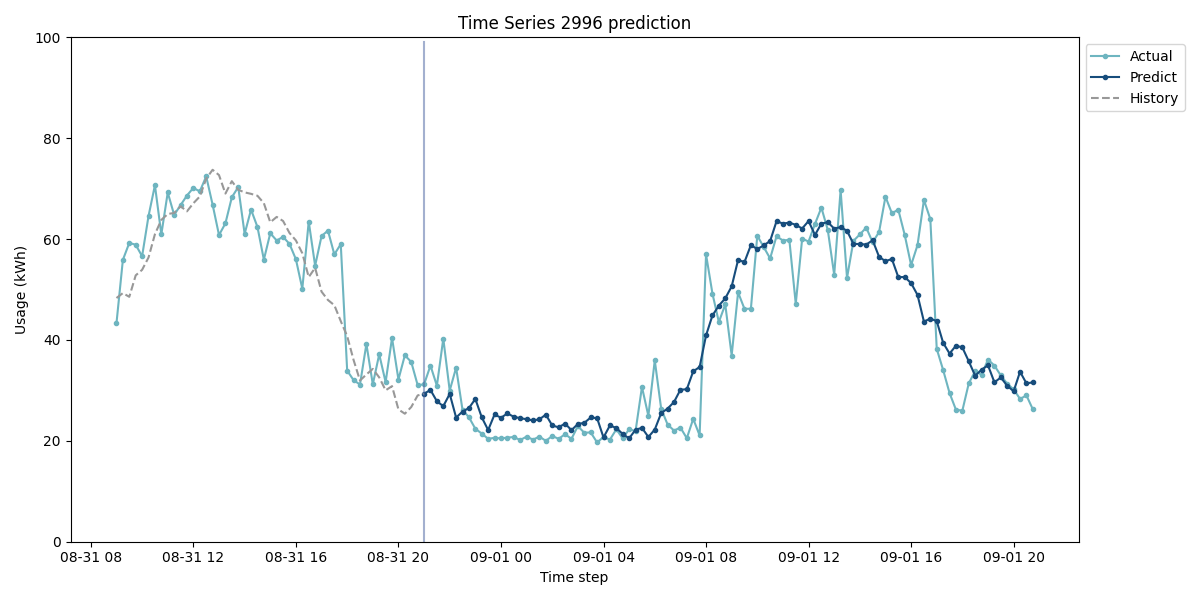 Time Series 2996 prediction
100
80
60
40
20
0
Usage (kWh)
08-31 08
08-31 12
08-31 16
08-31 20
09-01 00
09-01 04
09-01 08
09-01 12
09-01 16
09-01 20
Time step
Actual
Predict
History